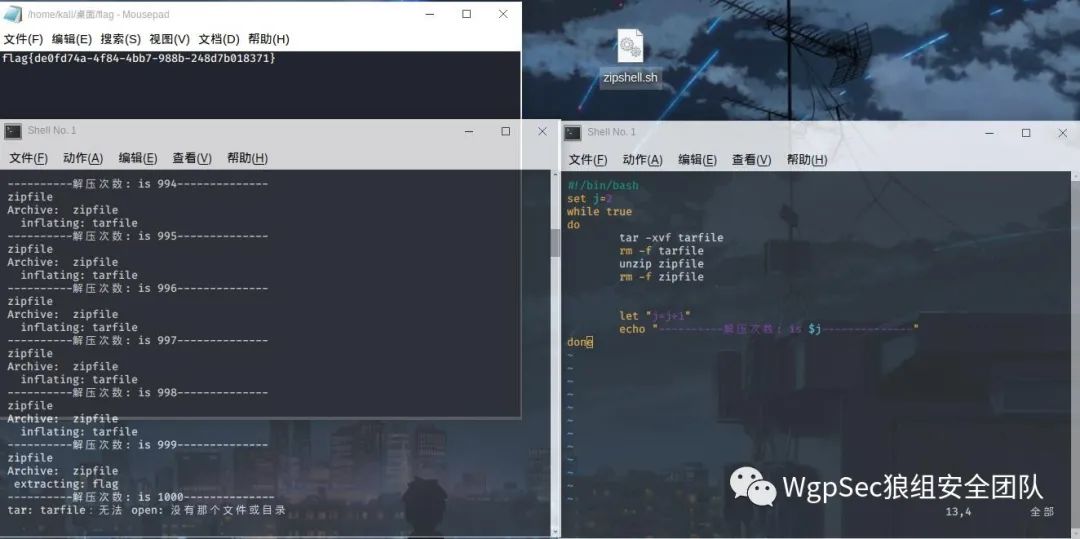 /home/kali/桌面/flag - Mousepad
文件(F) 编辑(E) 搜索(S) 视图(V) 文档(D) 帮助(H)
flag{de0fd74a-4f84-4bb7-988b-248d7b018371}
zipshell.sh
Shell No. 1
文件(F) 动作(A) 编辑(E) 查看(V) 帮助(H)
----------解压次数: is 994--------------
zipfile
Archive:  zipfile
  inflating: tarfile
----------解压次数: is 995--------------
zipfile
Archive:  zipfile
  inflating: tarfile
----------解压次数: is 996--------------
zipfile
Archive:  zipfile
  inflating: tarfile
----------解压次数: is 997--------------
zipfile
Archive:  zipfile
  inflating: tarfile
----------解压次数: is 998--------------
zipfile
Archive:  zipfile
  inflating: tarfile
----------解压次数: is 999--------------
zipfile
Archive:  zipfile
 extracting: flag
----------解压次数: is 1000--------------
tar: tarfile：无法 open: 没有那个文件或目录
Shell No. 1
文件(F) 动作(A) 编辑(E) 查看(V) 帮助(H)
#!/bin/bash
set j=2
while true
do
        tar -xvf tarfile
        rm -f tarfile
        unzip zipfile
        rm -f zipfile
        let "j=j+1"
        echo "----------解压次数: is $j--------------"
done
~
~
~
~
~
~
~
~
~
~
~
~
WgpSec狼组安全团队
13,4 全部